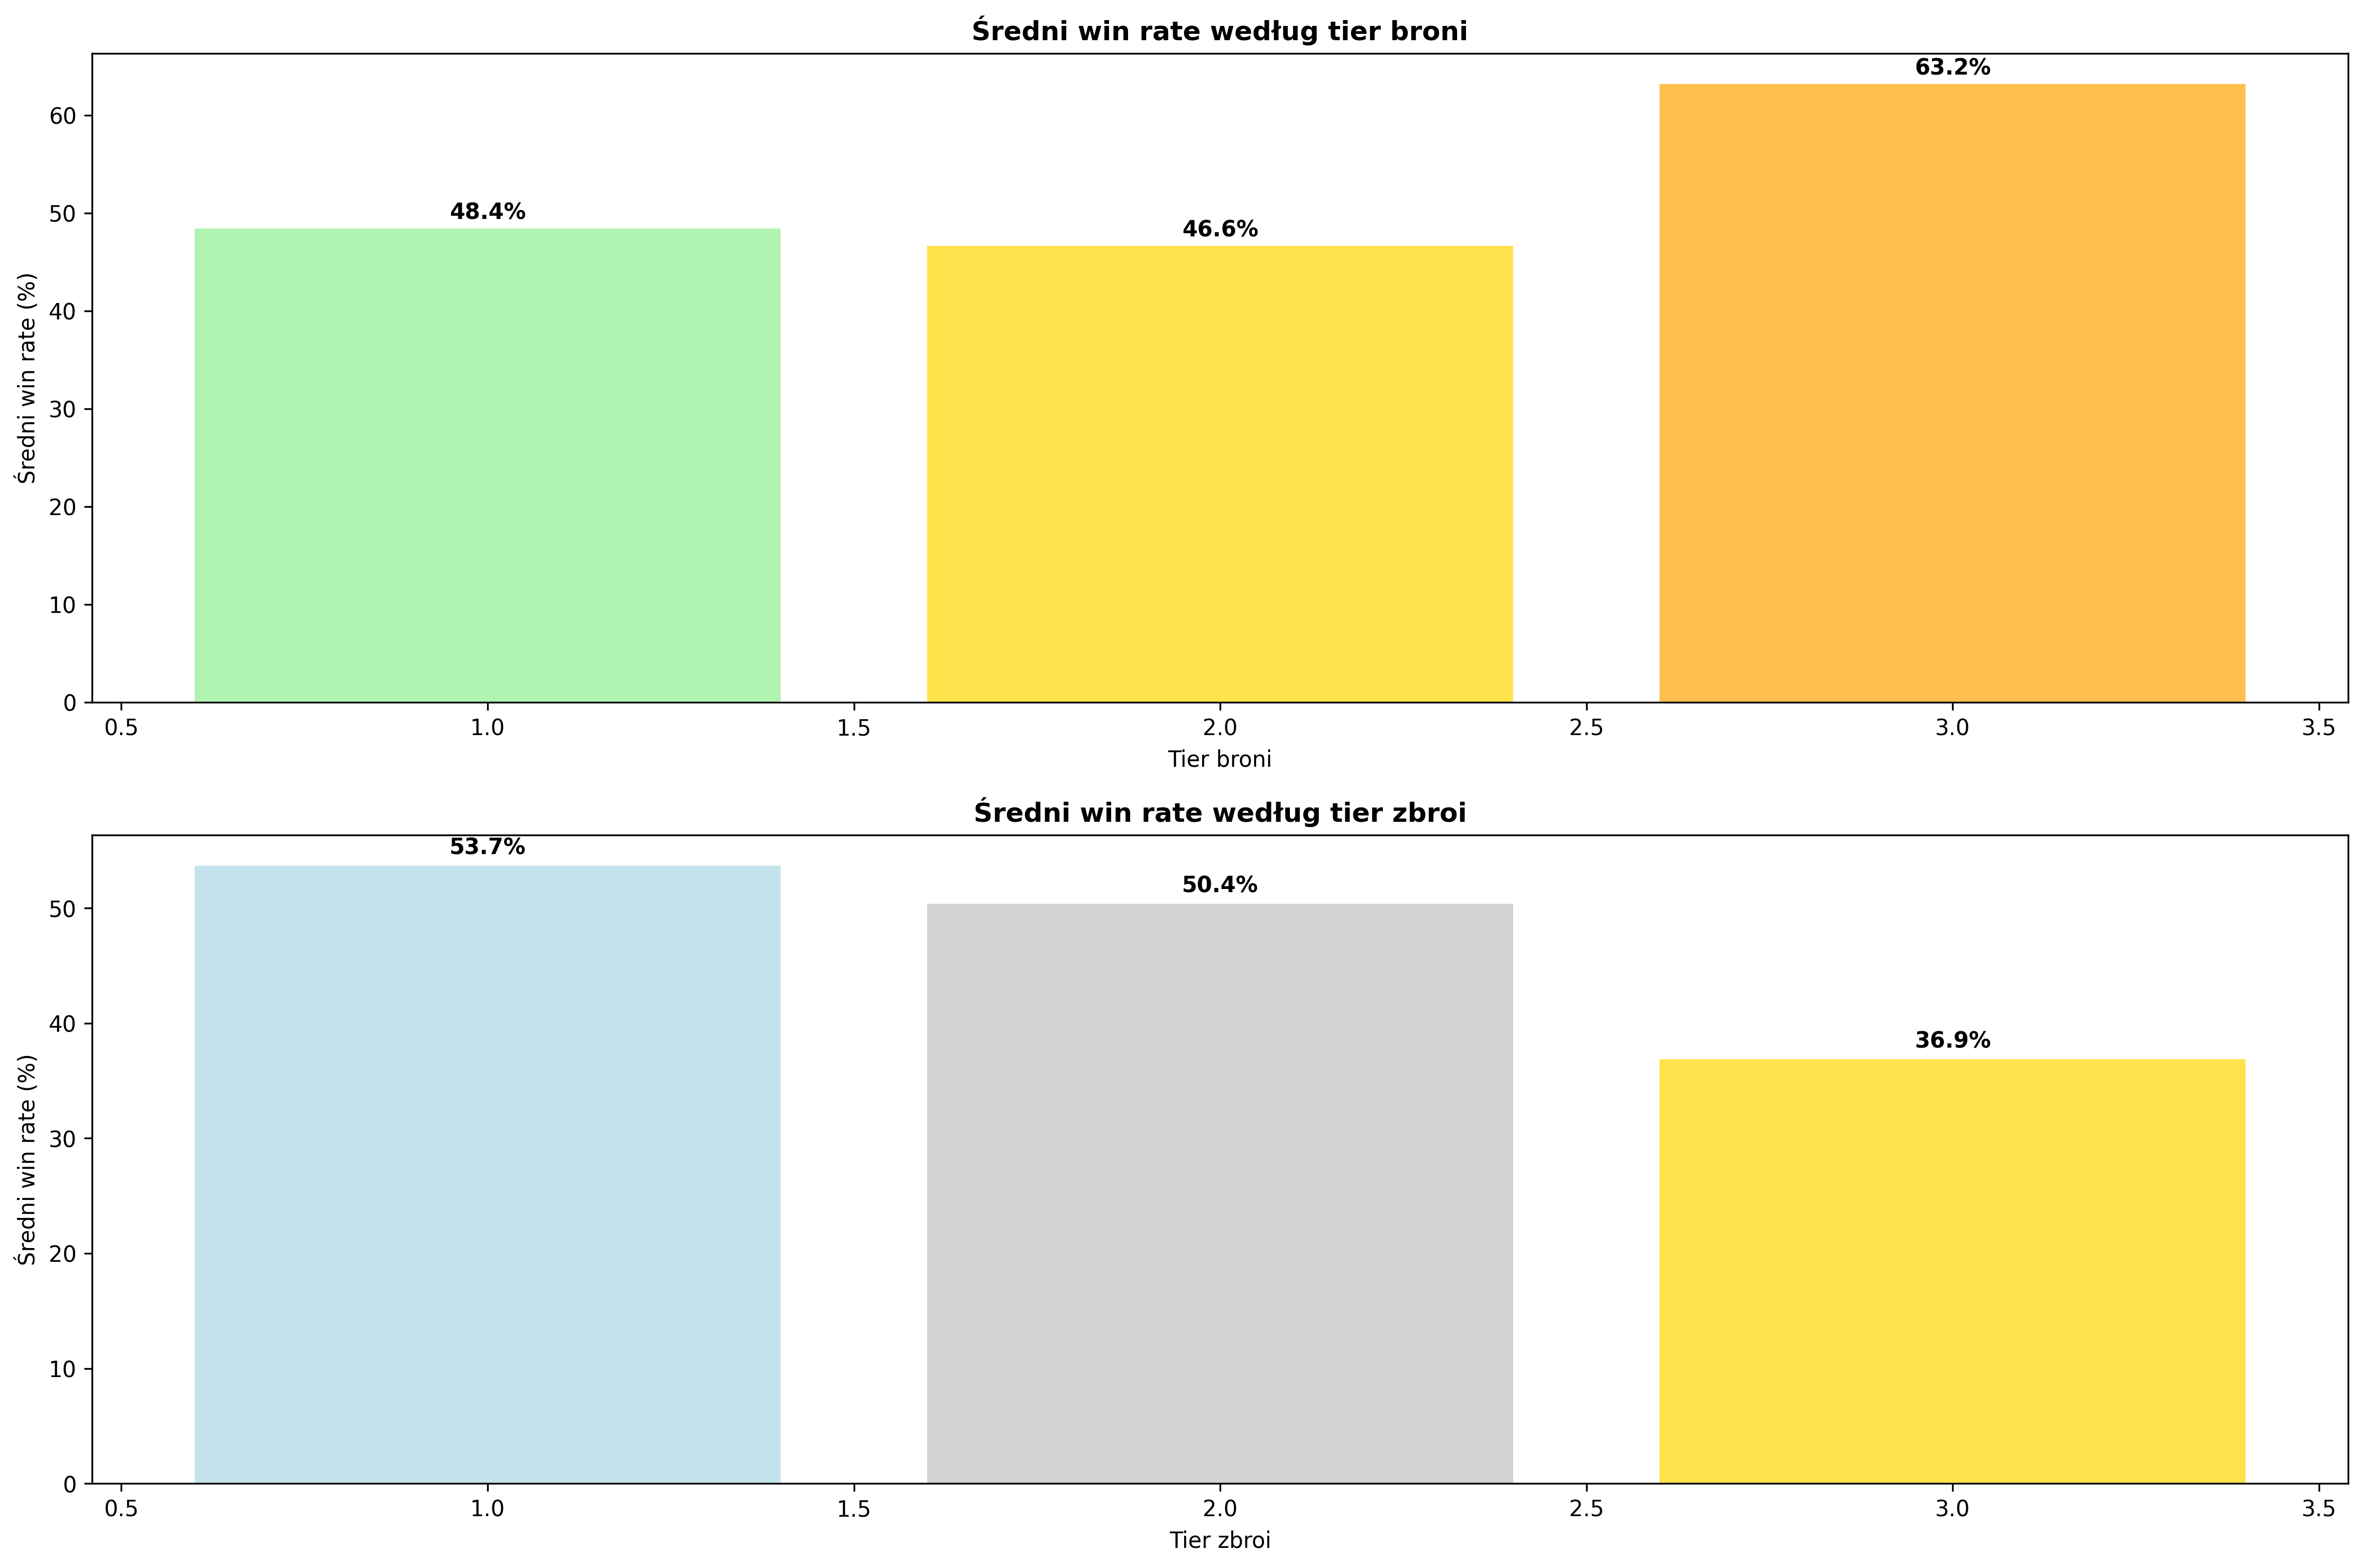 Średni win rate według tier broni
Średni win rate (%)
60
50
40
30
20
10
0
48.4%
46.6%
63.2%
0.5 1.0 1.5 2.0 2.5 3.0 3.5
Tier broni
Średni win rate według tier zbroi
Średni win rate (%)
50
40
30
20
10
0
53.7%
50.4%
36.9%
0.5 1.0 1.5 2.0 2.5 3.0 3.5
Tier zbroi